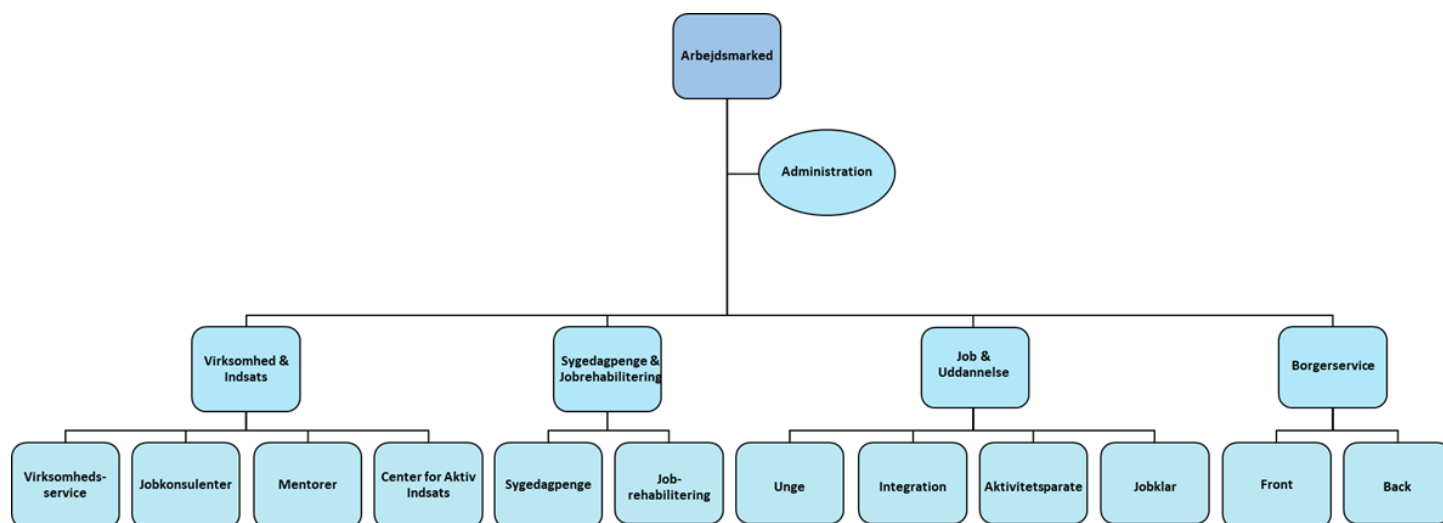 Arbejdsmarked
Administration
Virksomhed &
Indsats
Sygedagpenge &
Jobrehabilitering
Job &
Uddannelse
Borgerservice
Virksomheds-
service
Jobkonsulenter
Mentorer
Center for Aktiv
Indsats
Sygedagpenge
Job-
rehabilitering
Unge
Integration
Aktivitetsparate
Jobklar
Front
Back